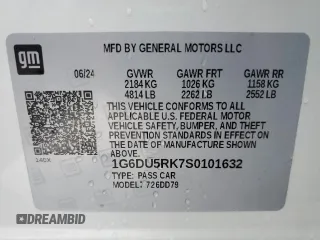 gm
MFD BY GENERAL MOTORS LLC
06/24 GVWR GAWR FRT GAWR RR
2184 KG 1026 KG 1158 KG
4814 LB 2262 LB 2552 LB
THIS VEHICLE CONFORMS TO ALL
APPLICABLE U.S. FEDERAL MOTOR
VEHICLE SAFETY, BUMPER, AND THEFT
PREVENTION STANDARDS IN EFFECT ON
THE DATE OF MANUFACTURE SHOWN ABOVE.
1G6DU5RK7S0101632
TYPE: PASS CAR
MODEL: 726DD79
DREAMBID